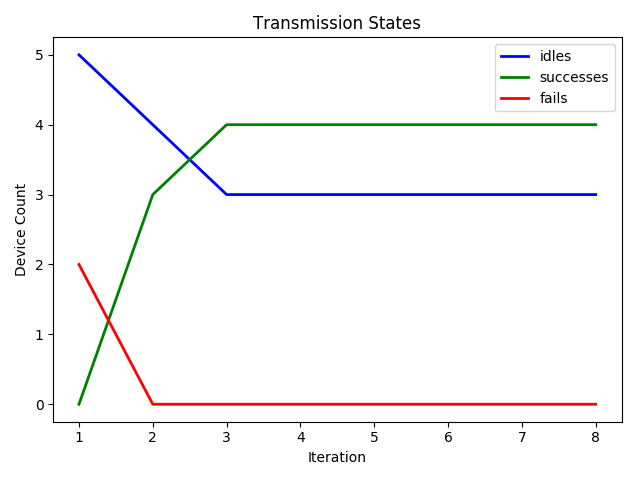 Transmission States
idles
successes
fails
Device Count
5
4
3
2
1
0
1 2 3 4 5 6 7 8
Iteration